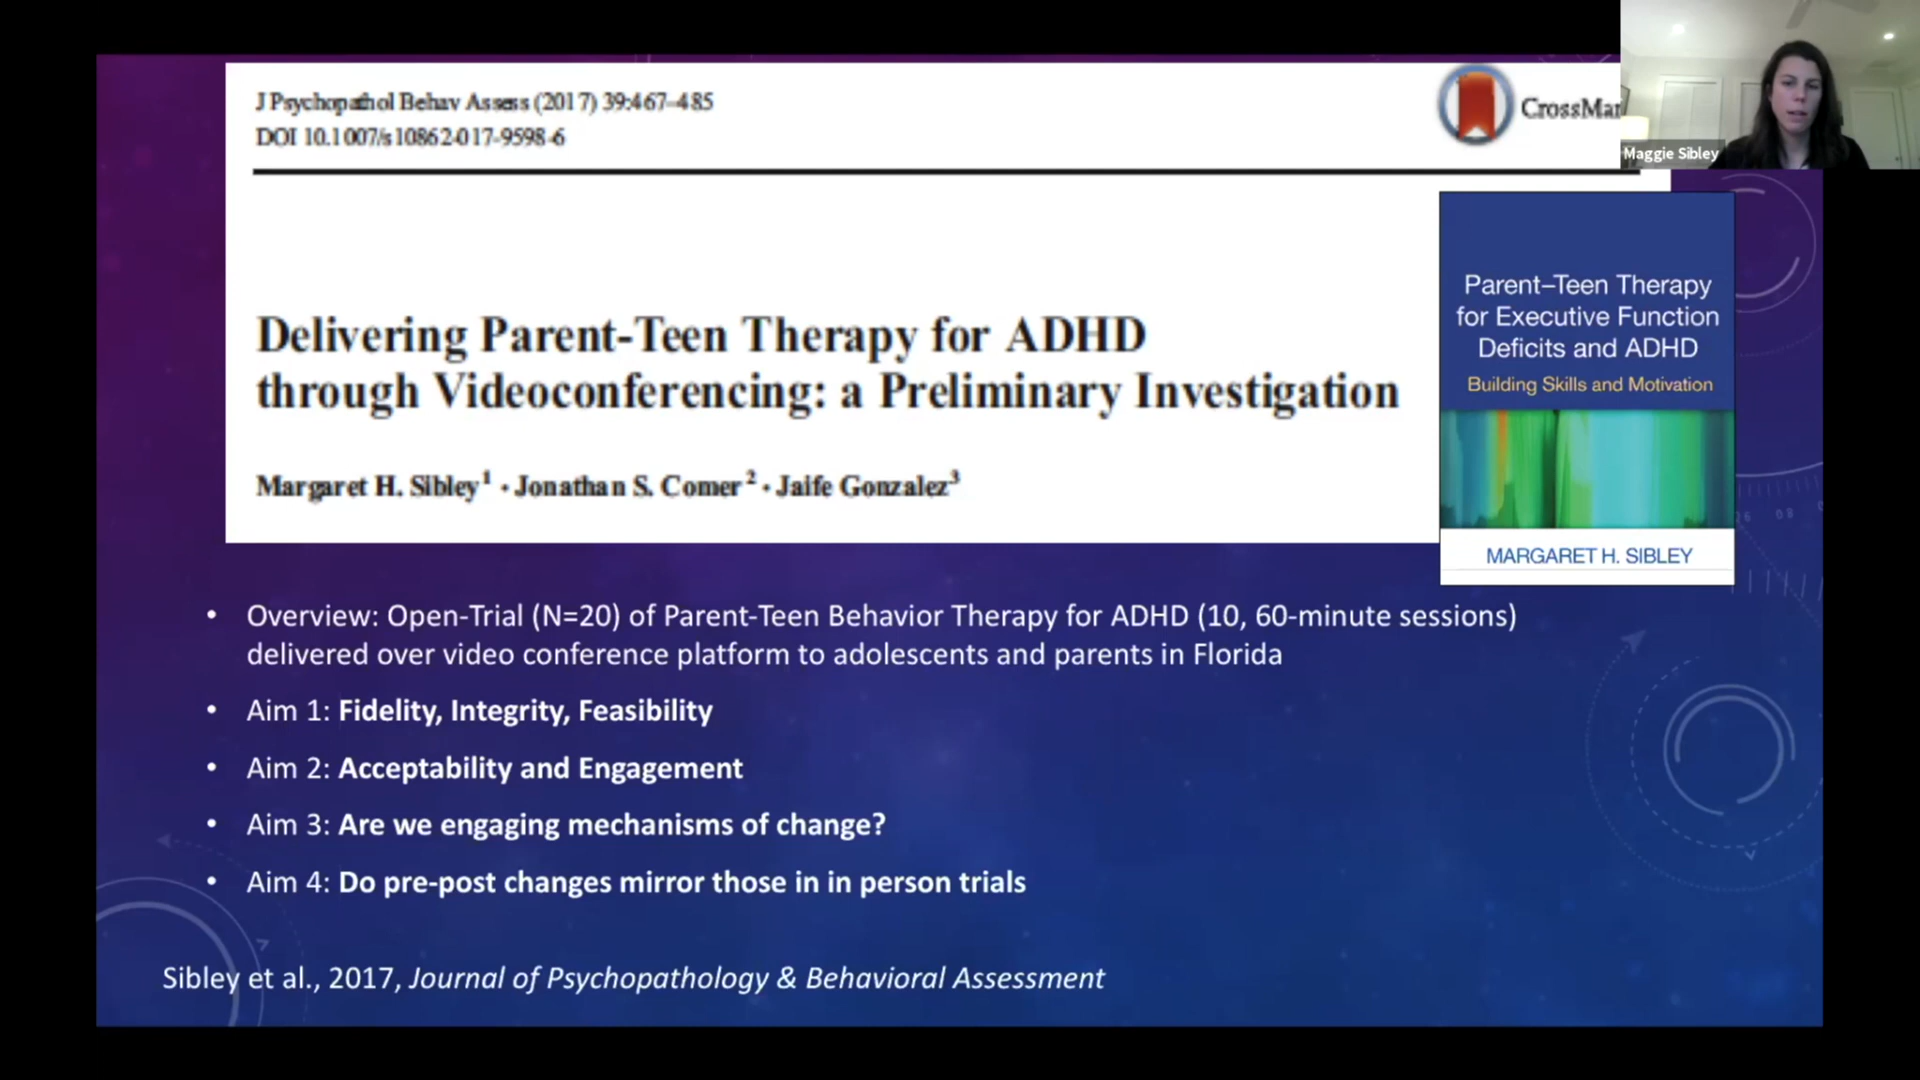 J Psychopathol Behav Assess (2017) 39:467–485
DOI 10.1007/s10862-017-9598-6
CrossMar
Maggie Sibley
Delivering Parent-Teen Therapy for ADHD
through Videoconferencing: a Preliminary Investigation
Margaret H. Sibley1 · Jonathan S. Comer2 · Jaife Gonzalez3
Parent–Teen Therapy
for Executive Function
Deficits and ADHD
Building Skills and Motivation
MARGARET H. SIBLEY
• Overview: Open-Trial (N=20) of Parent-Teen Behavior Therapy for ADHD (10, 60-minute sessions)
delivered over video conference platform to adolescents and parents in Florida
• Aim 1: Fidelity, Integrity, Feasibility
• Aim 2: Acceptability and Engagement
• Aim 3: Are we engaging mechanisms of change?
• Aim 4: Do pre-post changes mirror those in in person trials
Sibley et al., 2017, Journal of Psychopathology & Behavioral Assessment